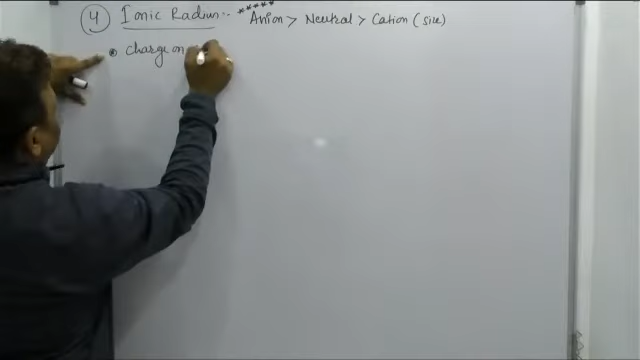 4 Ionic Radius:- ***** Anion > Neutral > Cation (size)
* Charge on